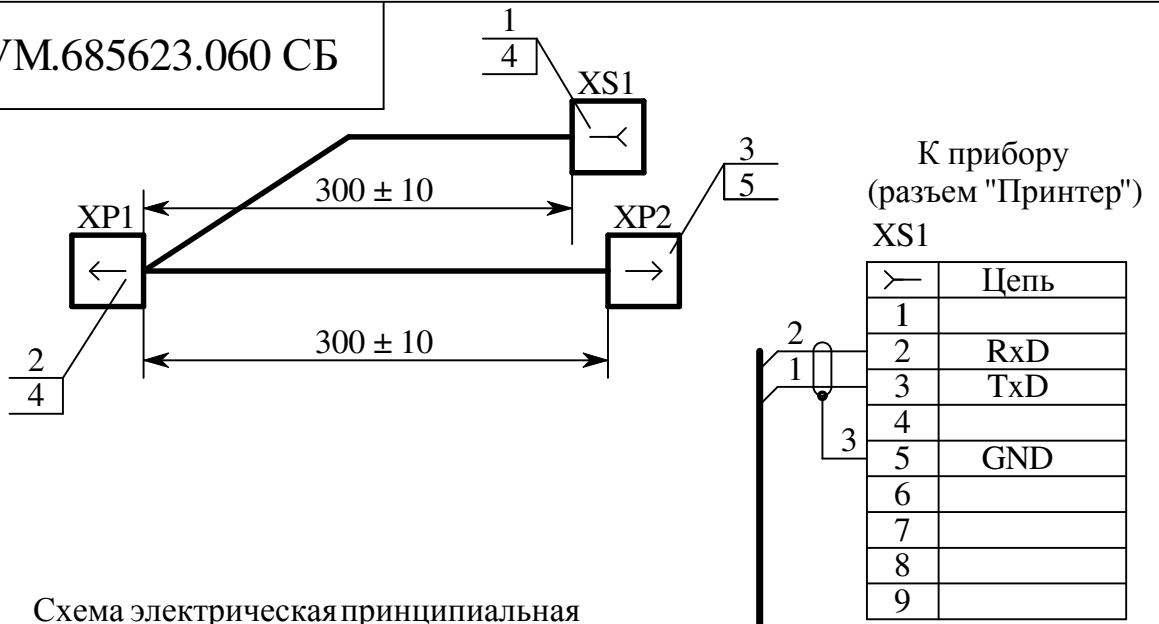 УМ.685623.060 СБ
1
4
XS1
300 ± 10
3
5
XP1
XP2
300 ± 10
2
4
К прибору
(разъем "Принтер")
XS1
Цепь
1
2 RxD
3 TxD
4
5 GND
6
7
8
9
2
1
3
Схема электрическая принципиальная